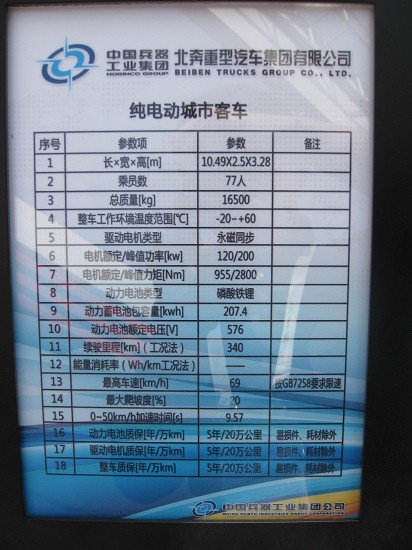 中国兵器工业集团 NORINCO GROUP 北奔重型汽车集团有限公司 BEIBEN TRUCKS GROUP CO., LTD.
纯电动城市客车
序号 参数项 参数 备注
1 长×宽×高[m] 10.49X2.5X3.28
2 乘员数 77人
3 总质量[kg] 16500
4 整车工作环境温度范围[℃] -20~+60
5 驱动电机类型 永磁同步
6 电机额定/峰值功率[kw] 120/200
7 电机额定/峰值力矩[Nm] 955/2800
8 动力电池类型 磷酸铁锂
9 动力蓄电池包容量[kwh] 207.4
10 动力电池额定电压[V] 576
11 续驶里程[km]（工况法） 340
12 能量消耗率（Wh/km工况法） ——
13 最高车速[km/h] 69 按GB7258要求限速
14 最大爬坡度[%] 20
15 0~50km/h加速时间[s] 9.57
16 动力电池质保[年/万km] 5年/20万公里 易损件、耗材除外
17 驱动电机质保[年/万km] 5年/20万公里 易损件、耗材除外
18 整车质保[年/万km] 5年/20万公里 易损件、耗材除外
中国兵器工业集团
CHINA NORTH INDUSTRIES GROUP CORPORATION